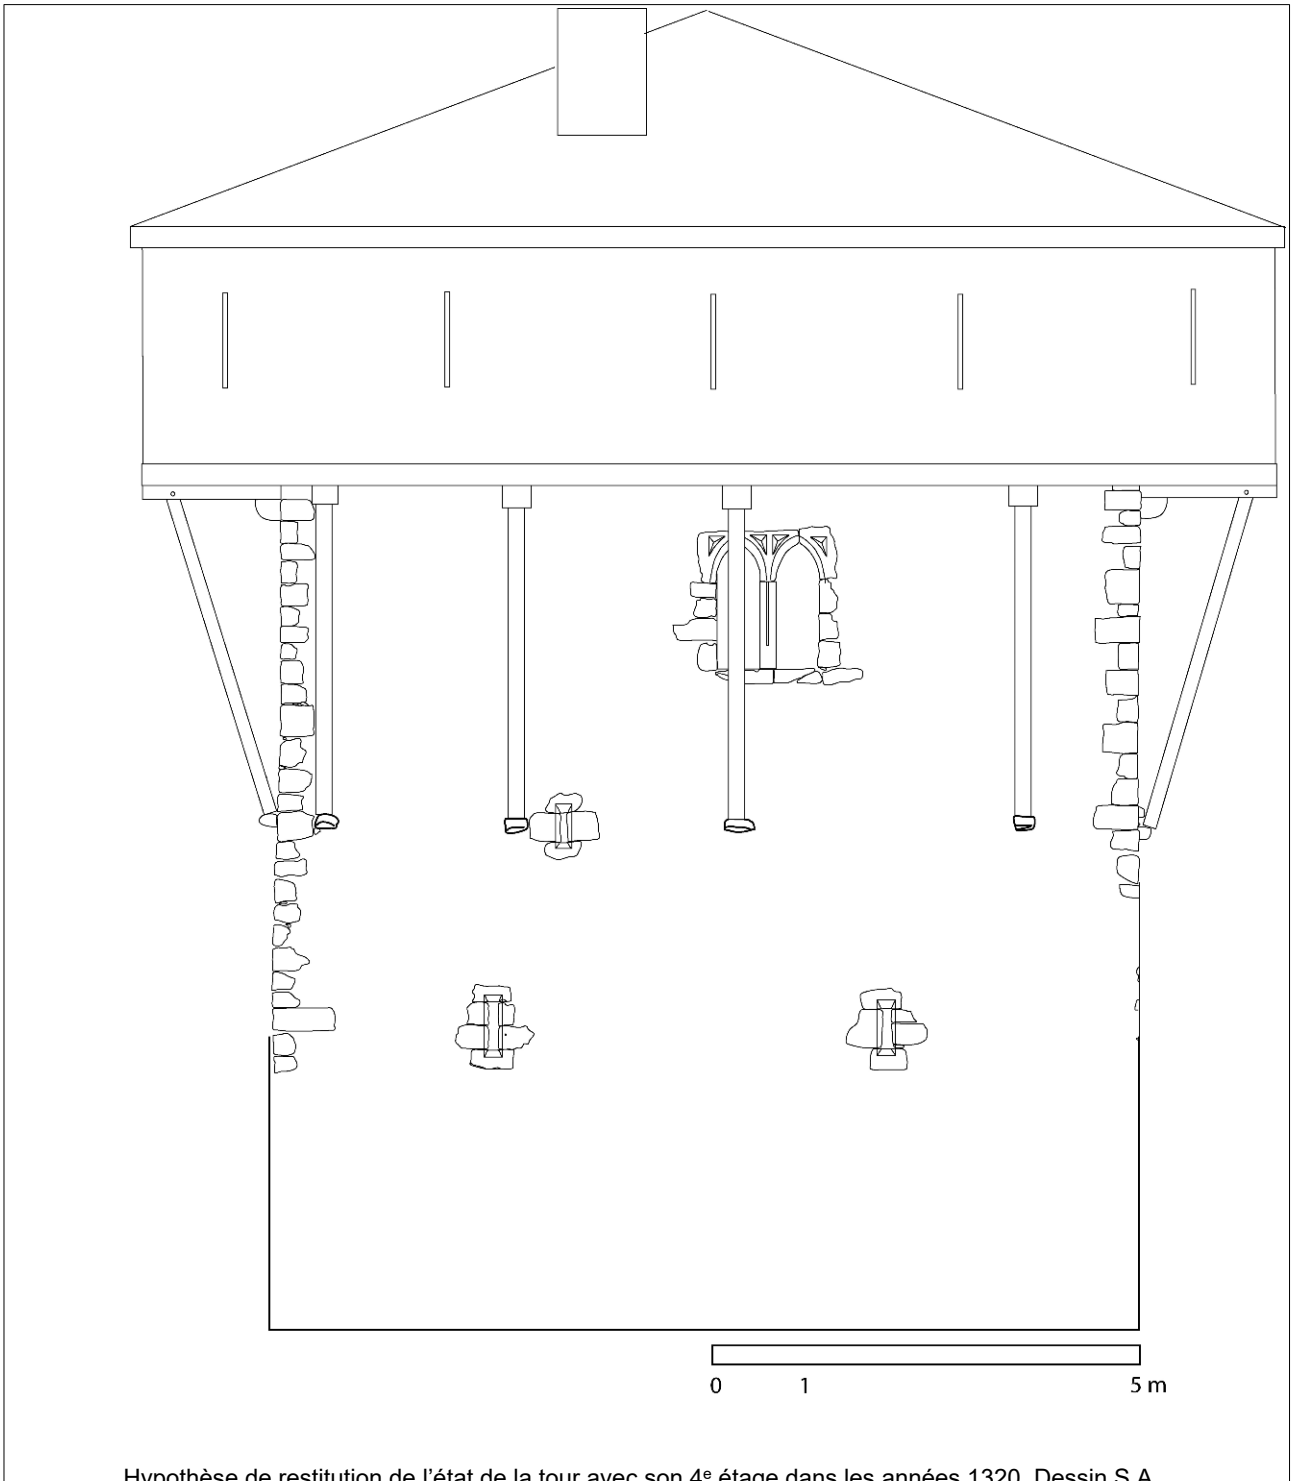 0 1 5 m
Hypothèse de restitution de l’état de la tour avec son 4ᵉ étage dans les années 1320. Dessin S.A.